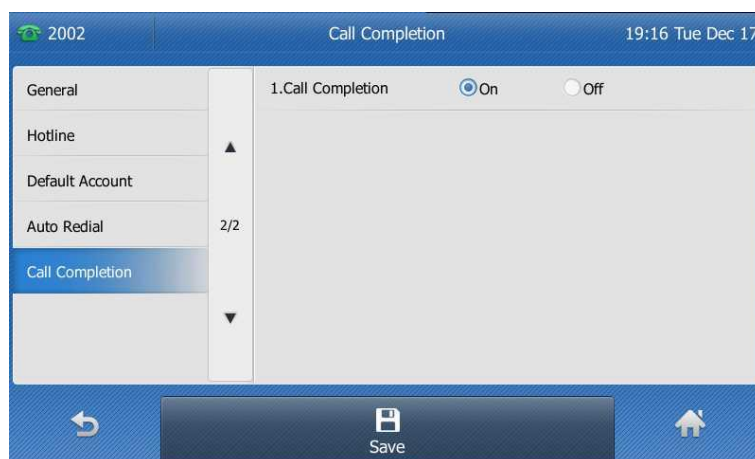 2002 Call Completion 19:16 Tue Dec 17
General
Hotline
Default Account
Auto Redial
Call Completion
2/2
1.Call Completion On Off
Save